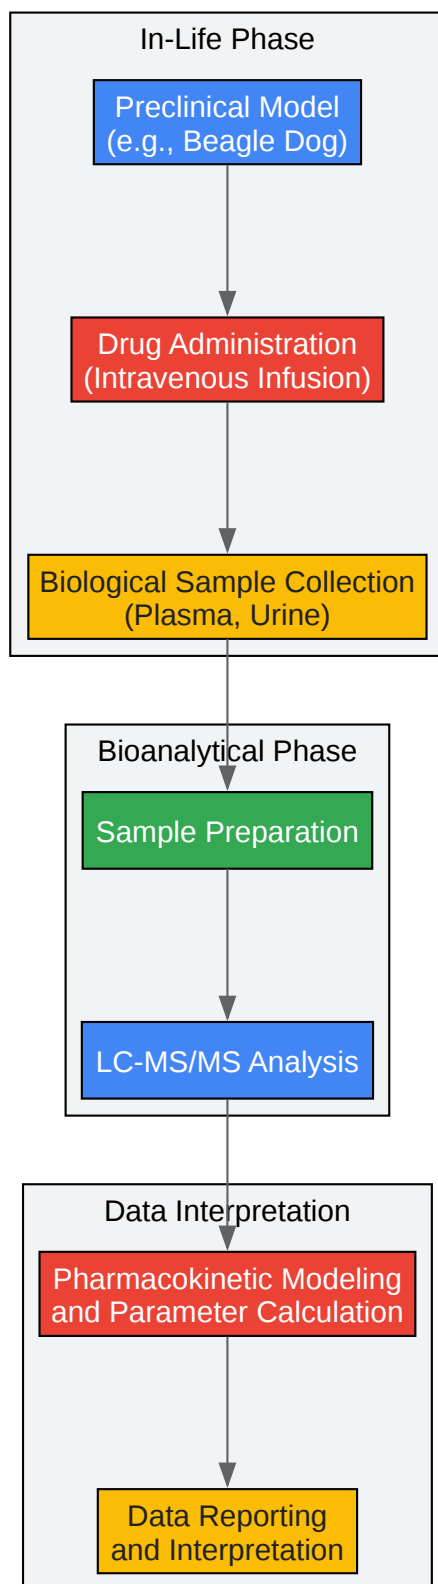 In-Life Phase
Preclinical Model
(e.g., Beagle Dog)
Drug Administration
(Intravenous Infusion)
Biological Sample Collection
(Plasma, Urine)
Bioanalytical Phase
Sample Preparation
LC-MS/MS Analysis
Data Interpretation
Pharmacokinetic Modeling
and Parameter Calculation
Data Reporting
and Interpretation